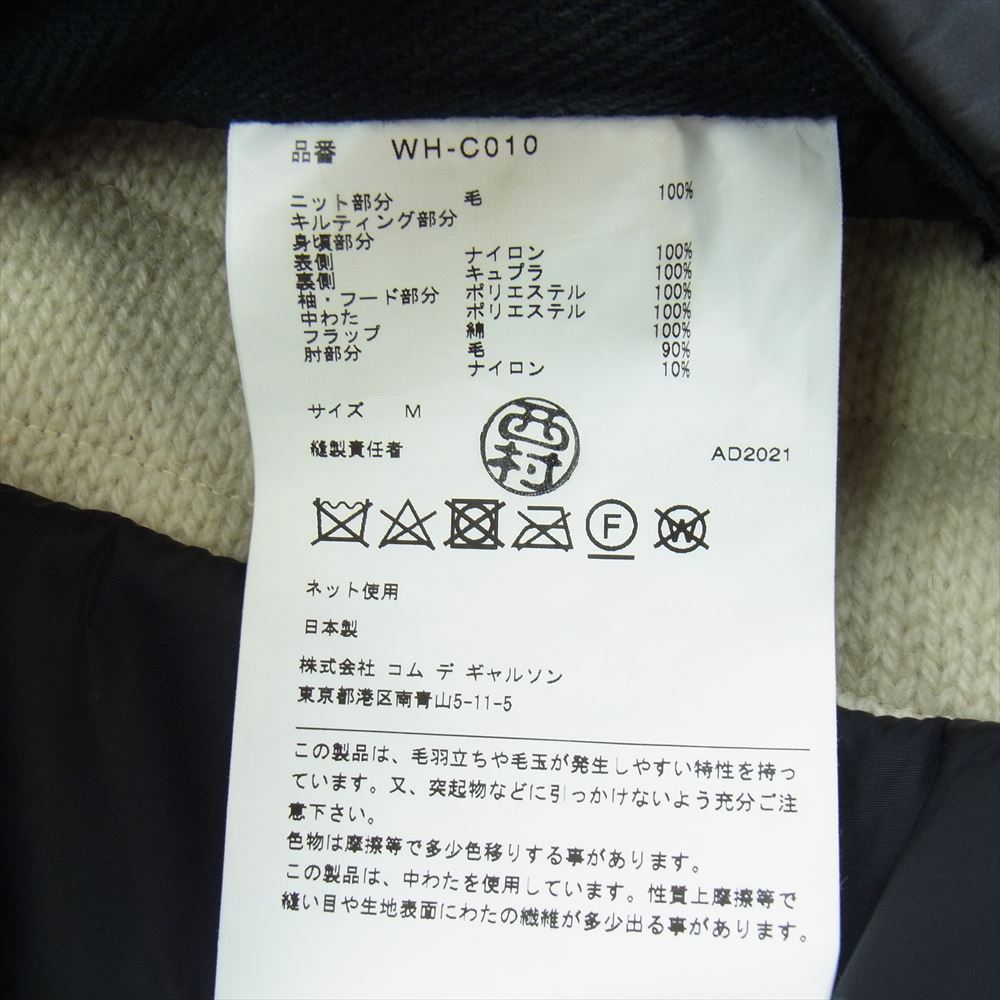 品番 WH-C010
ニット部分 毛 100%
キルティング部分
身頃部分
表側 ナイロン 100%
裏側 キュプラ 100%
袖・フード部分 ポリエステル 100%
中わた ポリエステル 100%
フラップ 綿 100%
肘部分 毛 90%
ナイロン 10%
サイズ M
縫製責任者 西村 AD2021
F W
ネット使用
日本製
株式会社 コム デ ギャルソン
東京都港区南青山5-11-5
この製品は、毛羽立ちや毛玉が発生しやすい特性を持っ
ています。又、突起物などに引っかけないよう充分ご注
意下さい。
色物は摩擦等で多少色移りする事があります。
この製品は、中わたを使用しています。性質上摩擦等で
縫い目や生地表面にわたの繊維が多少出る事があります。